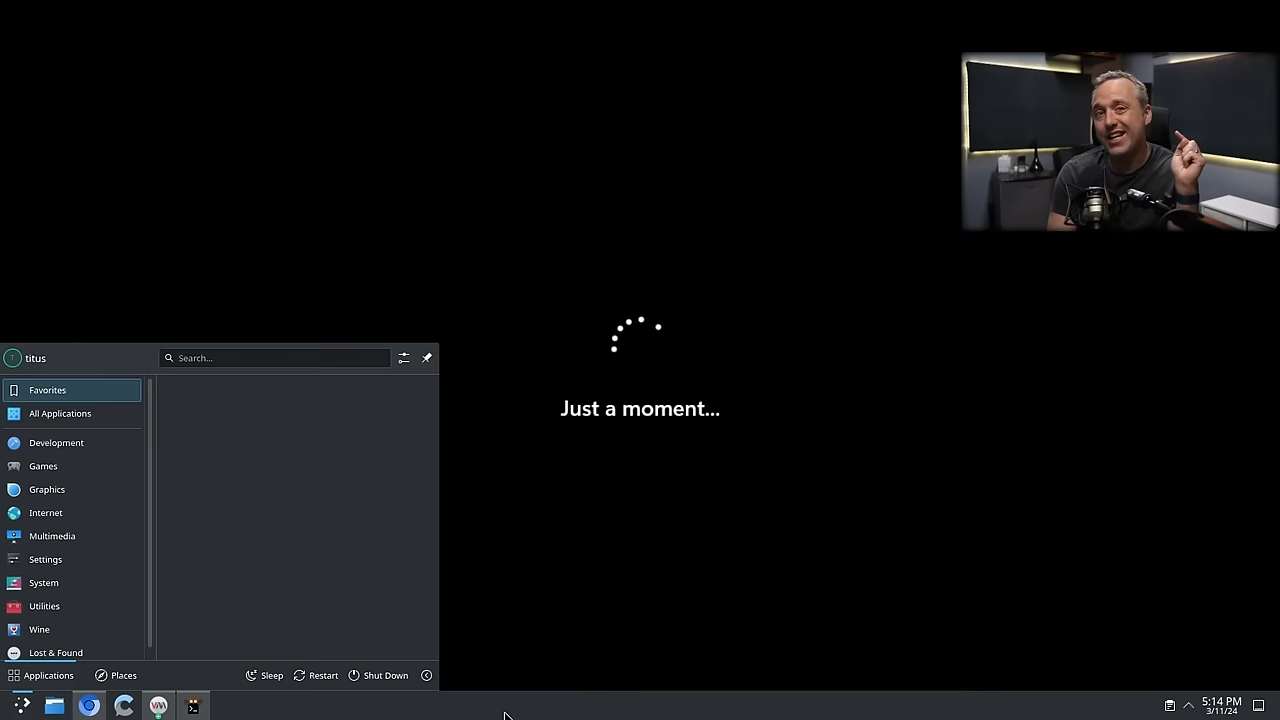 Just a moment...
titus
Search...
Favorites
All Applications
Development
Games
Graphics
Internet
Multimedia
Settings
System
Utilities
Wine
Lost & Found
Applications
Places
Sleep
Restart
Shut Down
5:14 PM
3/11/24